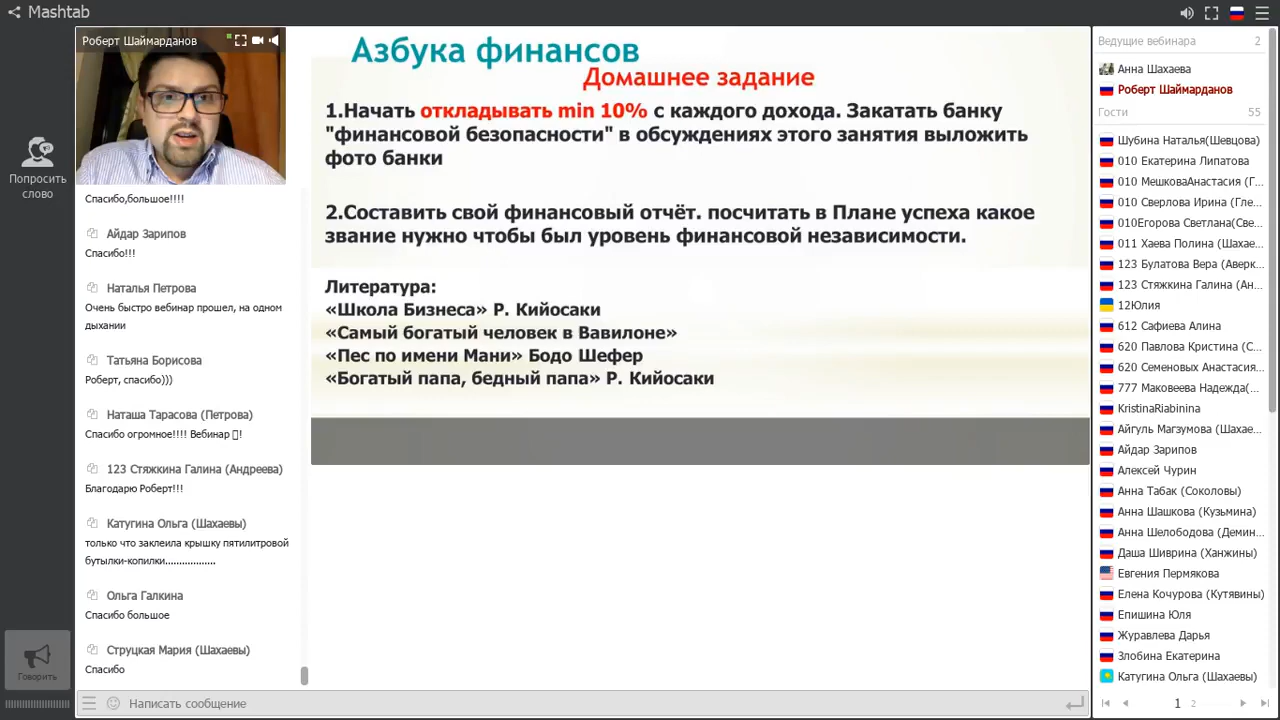 Mashtab
Роберт Шаймарданов
Попросить
слово
Говорить
Спасибо,большое!!!!
Айдар Зарипов
Спасибо!!!
Наталья Петрова
Очень быстро вебинар прошел, на одном
дыхании
Татьяна Борисова
Роберт, спасибо)))
Наташа Тарасова (Петрова)
Спасибо огромное!!!! Вебинар !
123 Стяжкина Галина (Андреева)
Благодарю Роберт!!!
Катугина Ольга (Шахаевы)
только что заклеила крышку пятилитровой
бутылки-копилки..................
Ольга Галкина
Спасибо большое
Струцкая Мария (Шахаевы)
Спасибо
Написать сообщение
Азбука финансов
Домашнее задание
1.Начать откладывать min 10% с каждого дохода. Закатать банку
"финансовой безопасности" в обсуждениях этого занятия выложить
фото банки
2.Составить свой финансовый отчёт. посчитать в Плане успеха какое
звание нужно чтобы был уровень финансовой независимости.
Литература:
«Школа Бизнеса» Р. Кийосаки
«Самый богатый человек в Вавилоне»
«Пес по имени Мани» Бодо Шефер
«Богатый папа, бедный папа» Р. Кийосаки
Ведущие вебинара 2
Анна Шахаева
Роберт Шаймарданов
Гости 55
Шубина Наталья(Шевцова)
010 Екатерина Липатова
010 МешковаАнастасия (Г...
010 Сверлова Ирина (Гле...
010Егорова Светлана(Све...
011 Хаева Полина (Шахае...
123 Булатова Вера (Аверк...
123 Стяжкина Галина (Ан...
12Юлия
612 Сафиева Алина
620 Павлова Кристина (С...
620 Семеновых Анастасия...
777 Маковеева Надежда(...
KristinaRiabinina
Айгуль Магзумова (Шахае...
Айдар Зарипов
Алексей Чурин
Анна Табак (Соколовы)
Анна Шашкова (Кузьмина)
Анна Шелободова (Демин...
Даша Шиврина (Ханжины)
Евгения Пермякова
Елена Кочурова (Кутявины)
Епишина Юля
Журавлева Дарья
Злобина Екатерина
Катугина Ольга (Шахаевы)
1 2